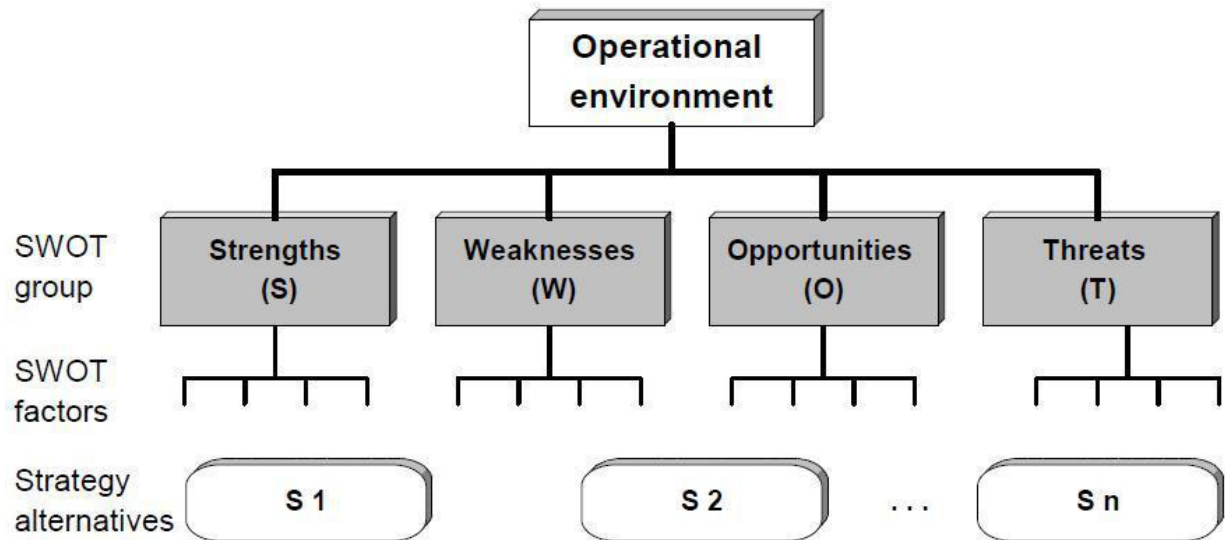 Operational
environment
SWOT
group
Strengths
(S)
Weaknesses
(W)
Opportunities
(O)
Threats
(T)
SWOT
factors
Strategy
alternatives
S 1
S 2
. . .
S n